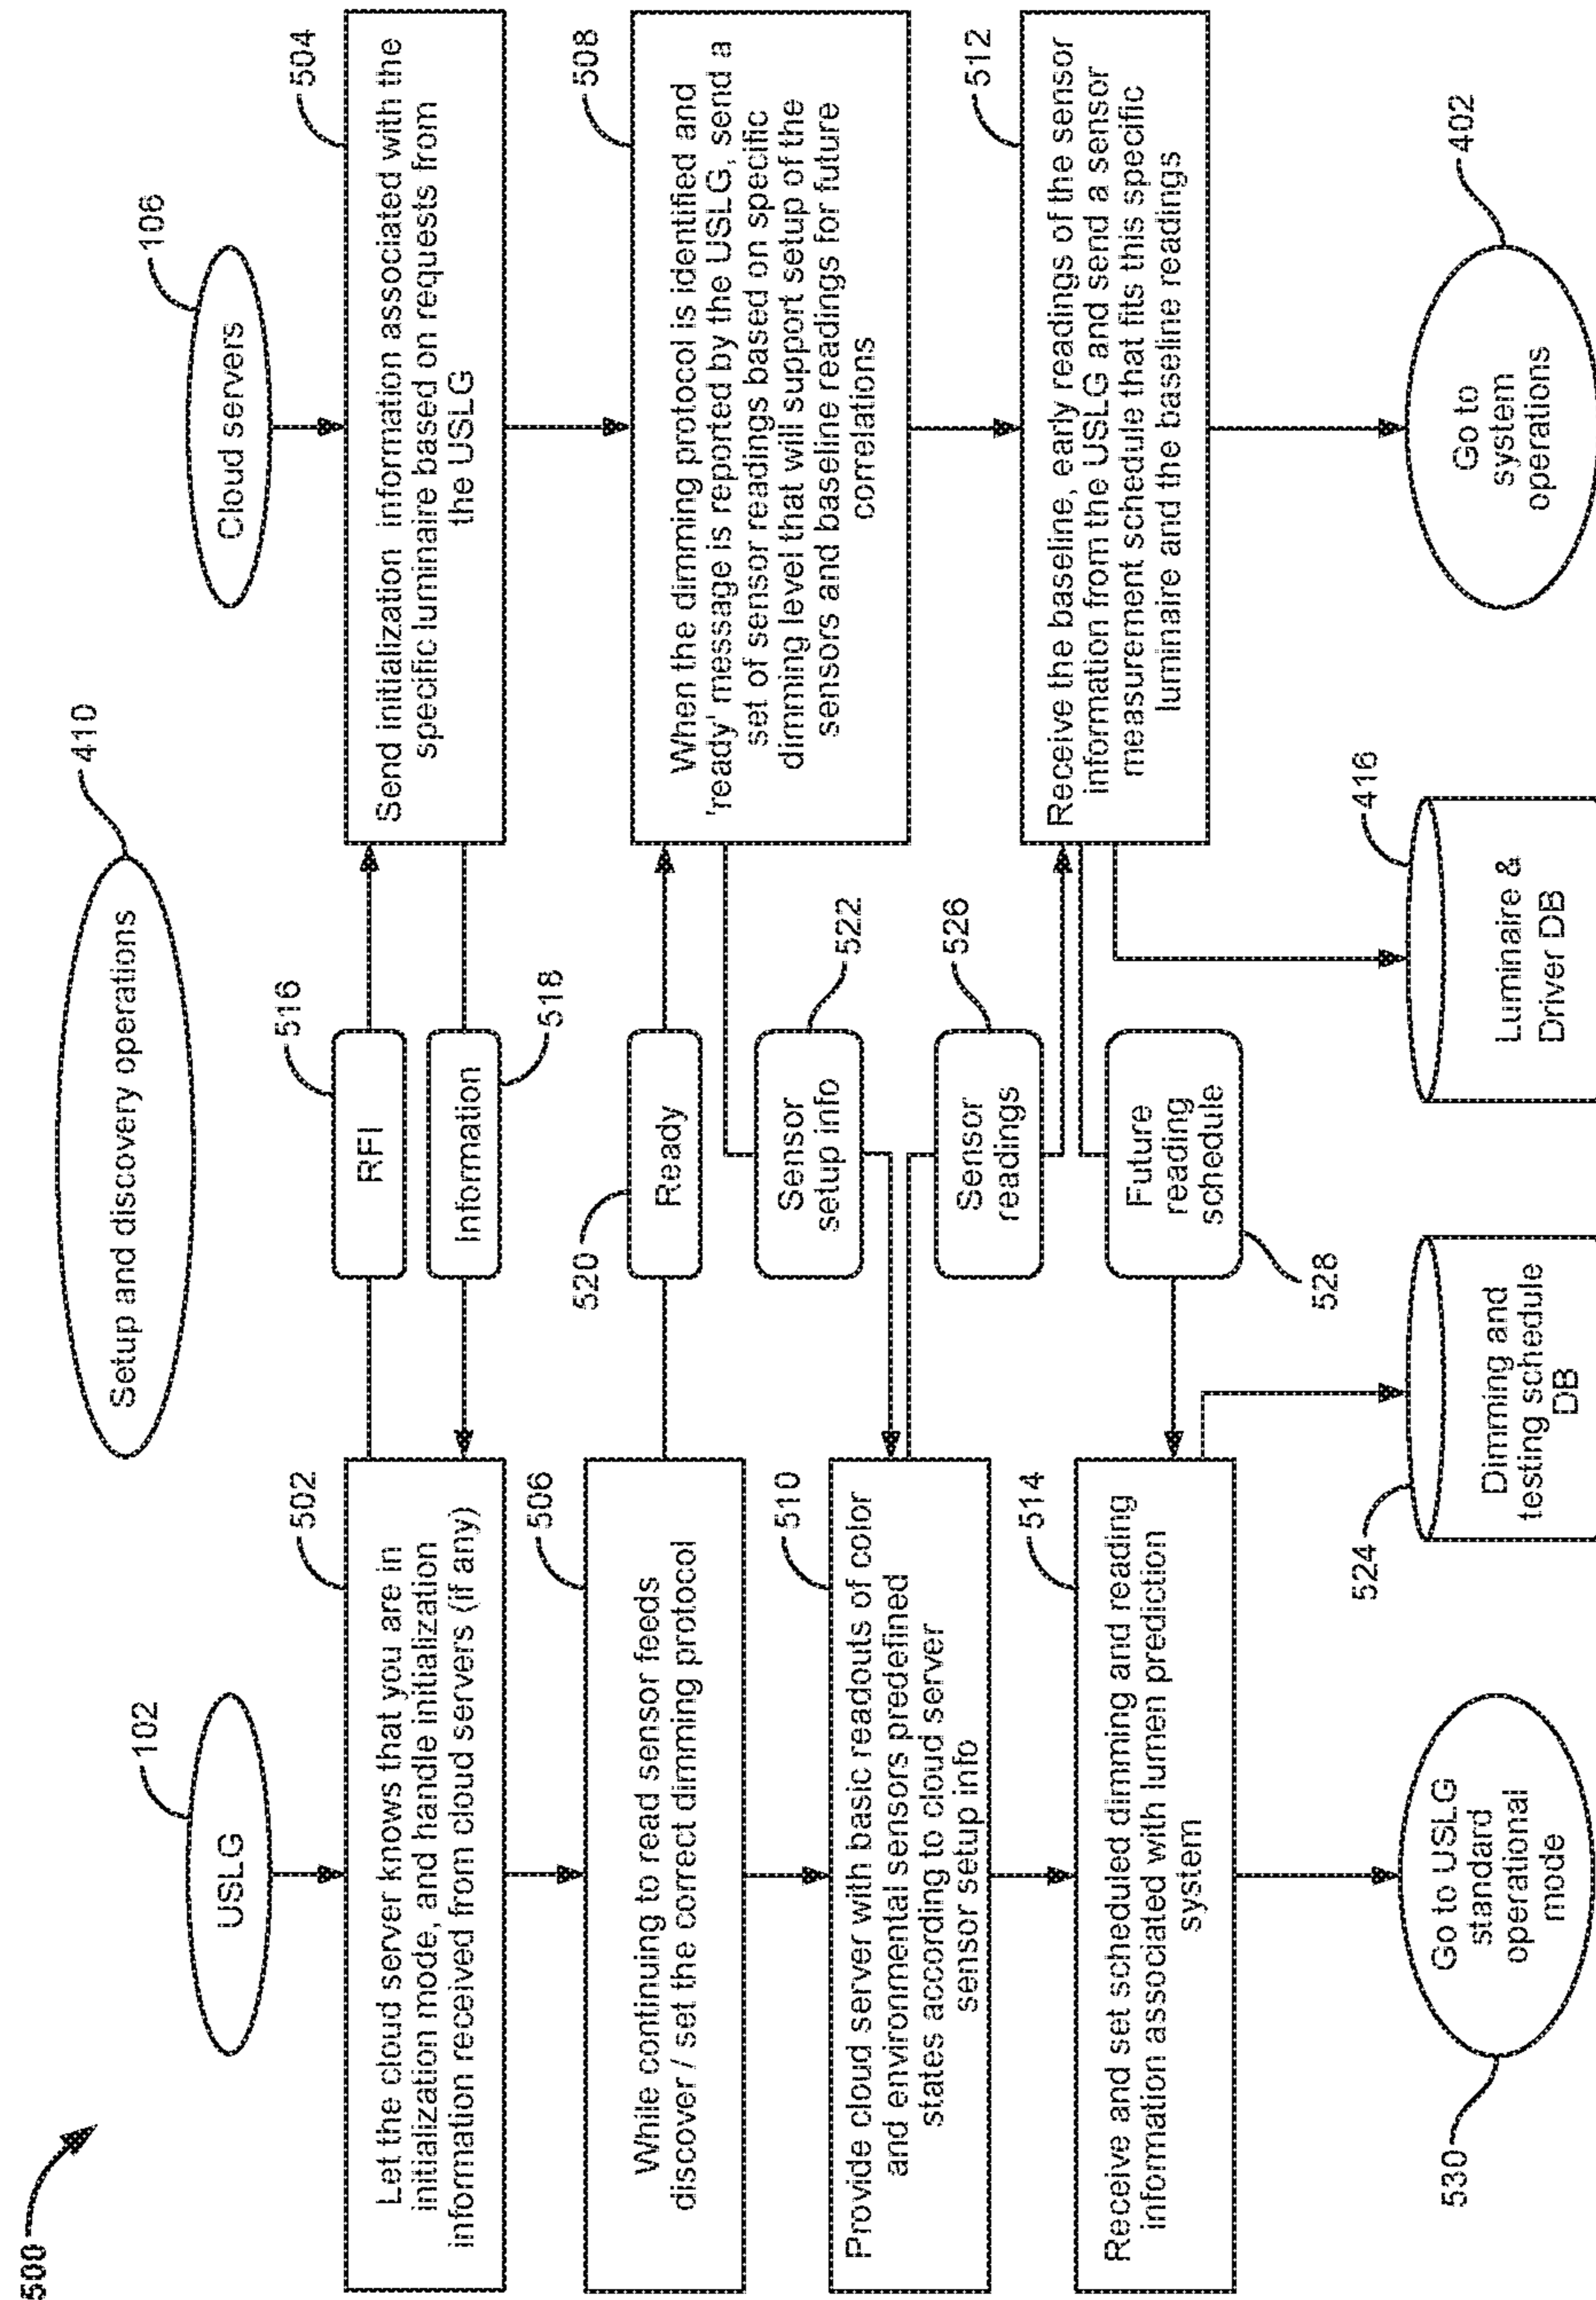 500
Setup and discovery operations
410
USLG
102
Cloud servers
106
502
Let the cloud server knows that you are in
initialization mode, and handle initialization
information received from cloud servers (if any)
516
RFI
Information
518
504
Send initialization information associated with the
specific luminaire based on requests from
the USLG
506
While continuing to read sensor feeds
discover / set the correct dimming protocol
520
Ready
508
When the dimming protocol is identified and
'ready' message is reported by the USLG, send a
set of sensor readings based on specific
dimming level that will support setup of the
sensors and baseline readings for future
correlations
Sensor
setup info
522
510
Provide cloud server with basic readouts of color
and environmental sensors predefined
states according to cloud server
sensor setup info
Sensor
readings
526
512
Receive the baseline, early readings of the sensor
information from the USLG and send a sensor
measurement schedule that fits this specific
luminaire and the baseline readings
514
Receive and set scheduled dimming and reading
information associated with lumen prediction
system
Future
reading
schedule
528
530
Go to USLG
standard
operational
mode
524
Dimming and
testing schedule
DB
416
Luminaire &
Driver DB
Go to
system
operations
402